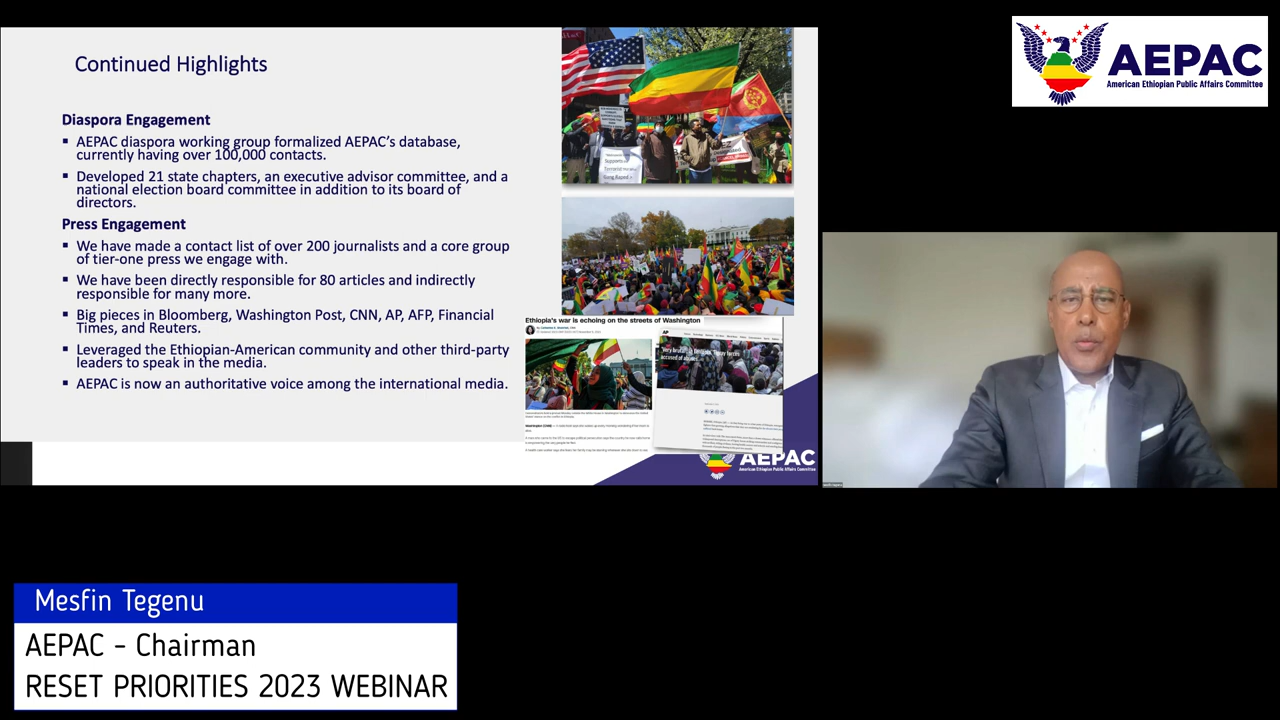 Continued Highlights
Diaspora Engagement
▪ AEPAC diaspora working group formalized AEPAC's database,
currently having over 100,000 contacts.
▪ Developed 21 state chapters, an executive advisor committee, and a
national election board committee in addition to its board of
directors.
Press Engagement
▪ We have made a contact list of over 200 journalists and a core group
of tier-one press we engage with.
▪ We have been directly responsible for 80 articles and indirectly
responsible for many more.
▪ Big pieces in Bloomberg, Washington Post, CNN, AP, AFP, Financial
Times, and Reuters.
▪ Leveraged the Ethiopian-American community and other third-party
leaders to speak in the media.
▪ AEPAC is now an authoritative voice among the international media.
Ethiopia's war is echoing on the streets of Washington
AP
accused of abuses
AEPAC
American Ethiopian Public Affairs Committee
AEPAC
American Ethiopian Public Affairs Committee
Mesfin Tegenu
AEPAC - Chairman
RESET PRIORITIES 2023 WEBINAR